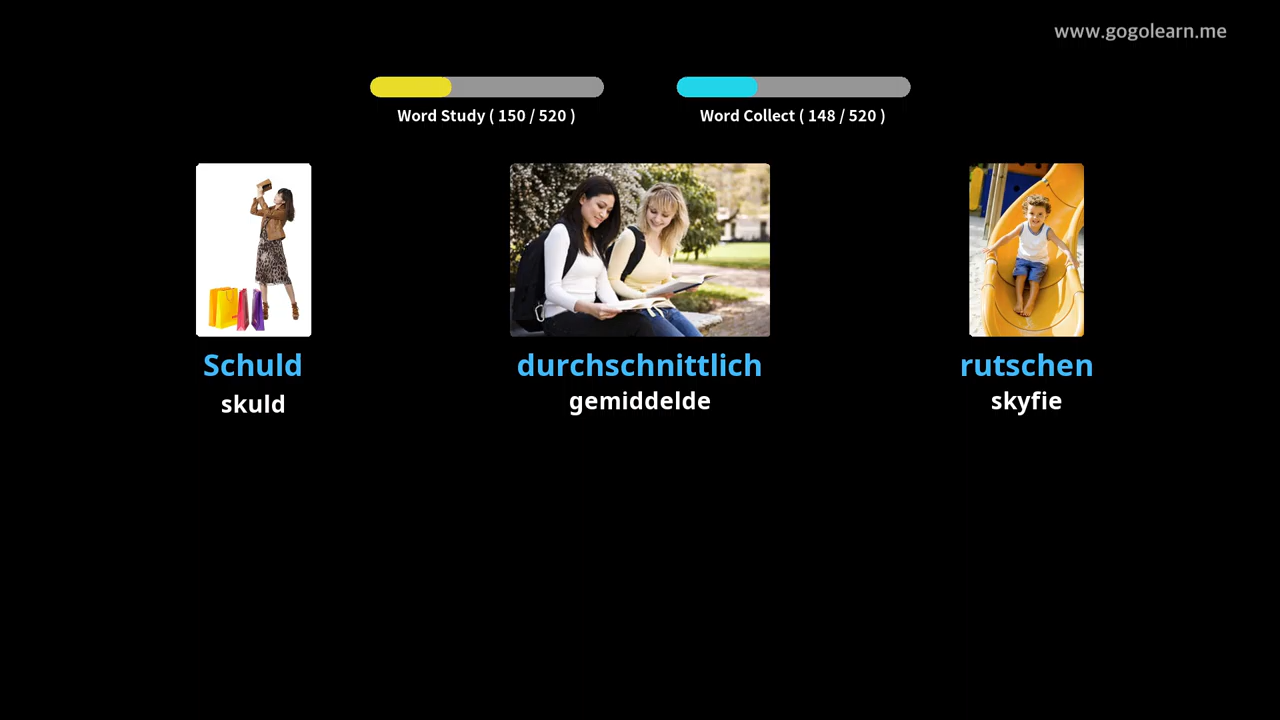 www.gogolearn.me
Word Study ( 150 / 520 )
Word Collect ( 148 / 520 )
Schuld
skuld
durchschnittlich
gemiddelde
rutschen
skyfie